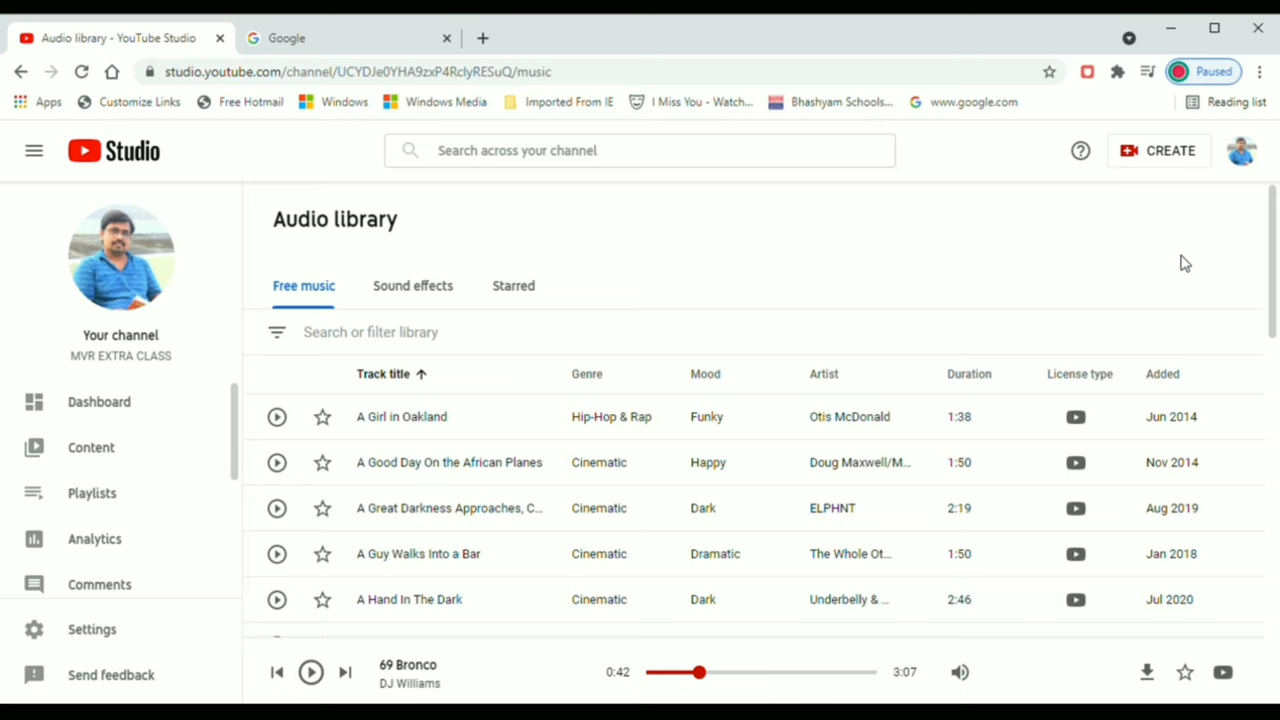 Audio library - YouTube Studio
Google
studio.youtube.com/channel/UCYDJe0YHA9zxP4RclyRESuQ/music
Paused
Apps Customize Links Free Hotmail Windows Windows Media Imported From IE I Miss You - Watch... Bhashyam Schools... www.google.com Reading list
Studio
Search across your channel
CREATE
Your channel
MVR EXTRA CLASS
Dashboard
Content
Playlists
Analytics
Comments
Settings
Send feedback
Audio library
Free music Sound effects Starred
Search or filter library
Track title Genre Mood Artist Duration License type Added
A Girl in Oakland Hip-Hop & Rap Funky Otis McDonald 1:38 Jun 2014
A Good Day On the African Planes Cinematic Happy Doug Maxwell/M... 1:50 Nov 2014
A Great Darkness Approaches, C... Cinematic Dark ELPHNT 2:19 Aug 2019
A Guy Walks Into a Bar Cinematic Dramatic The Whole Ot... 1:50 Jan 2018
A Hand In The Dark Cinematic Dark Underbelly & ... 2:46 Jul 2020
69 Bronco
DJ Williams
0:42 3:07